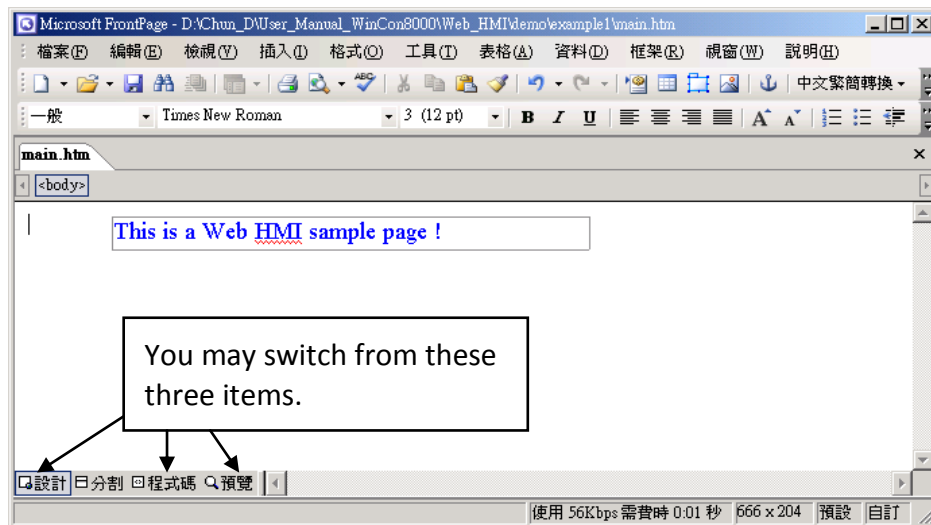 Microsoft FrontPage - D:\Chun_D\User_Manual_WinCon8000\Web_HMI\demo\example1\main.htm
檔案(F) 編輯(E) 檢視(V) 插入(I) 格式(O) 工具(T) 表格(A) 資料(D) 框架(R) 視窗(W) 說明(H)
ABC 中文繁簡轉換
一般 Times New Roman 3 (12 pt) B I U A A
main.htm
<body>
This is a Web HMI sample page !
You may switch from these
three items.
設計 分割 程式碼 預覽
使用 56Kbps 需費時 0:01 秒 666 x 204 預設 自訂